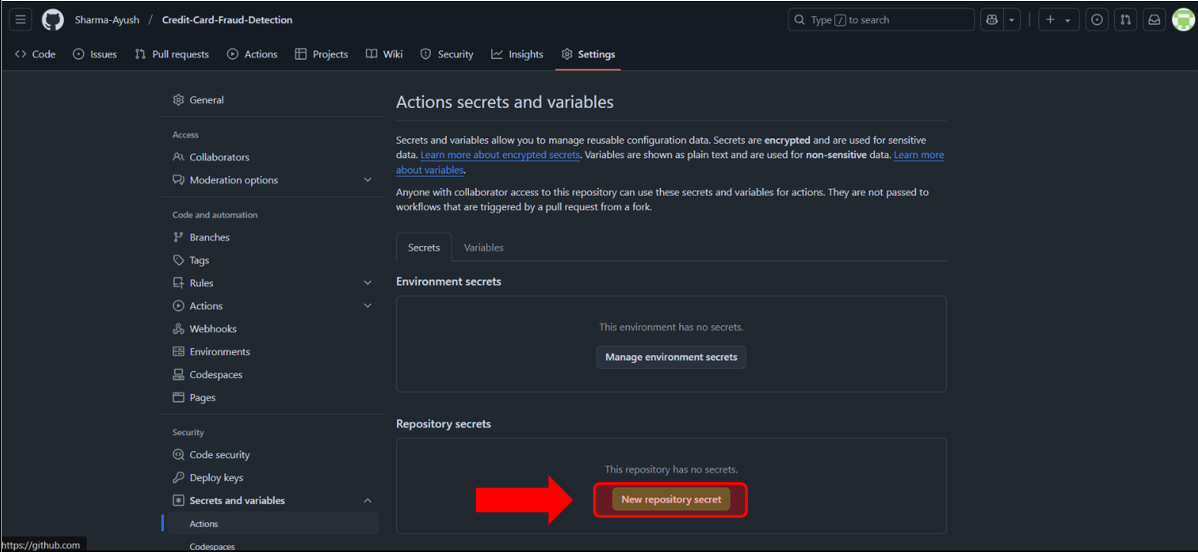 Sharma-Ayush / Credit-Card-Fraud-Detection
Type / to search
Code Issues Pull requests Actions Projects Wiki Security Insights Settings
General
Access
Collaborators
Moderation options
Code and automation
Branches
Tags
Rules
Actions
Webhooks
Environments
Codespaces
Pages
Security
Code security
Deploy keys
Secrets and variables
Actions
Codespaces
Actions secrets and variables
Secrets and variables allow you to manage reusable configuration data. Secrets are encrypted and are used for sensitive
data. Learn more about encrypted secrets. Variables are shown as plain text and are used for non-sensitive data. Learn more
about variables.
Anyone with collaborator access to this repository can use these secrets and variables for actions. They are not passed to
workflows that are triggered by a pull request from a fork.
Secrets Variables
Environment secrets
This environment has no secrets.
Manage environment secrets
Repository secrets
This repository has no secrets.
New repository secret
https://github.com